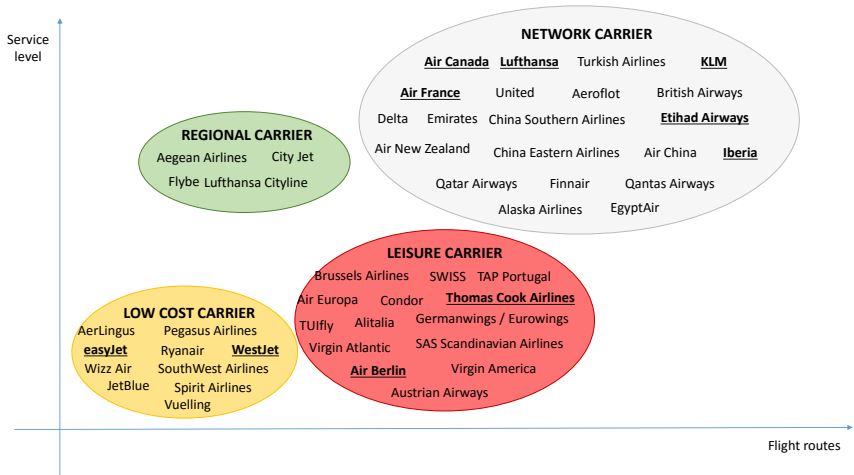 Service
level
NETWORK CARRIER
Air Canada Lufthansa Turkish Airlines KLM
Air France United Aeroflot British Airways
Delta Emirates China Southern Airlines Etihad Airways
Air New Zealand China Eastern Airlines Air China Iberia
Qatar Airways Finnair Qantas Airways
Alaska Airlines EgyptAir
REGIONAL CARRIER
Aegean Airlines City Jet
Flybe Lufthansa Cityline
LEISURE CARRIER
Brussels Airlines SWISS TAP Portugal
Air Europa Condor Thomas Cook Airlines
TUIfly Alitalia Germanwings / Eurowings
Virgin Atlantic SAS Scandinavian Airlines
Air Berlin Virgin America
Austrian Airways
LOW COST CARRIER
AerLingus Pegasus Airlines
easyJet Ryanair WestJet
Wizz Air SouthWest Airlines
JetBlue Spirit Airlines
Vuelling
Flight routes